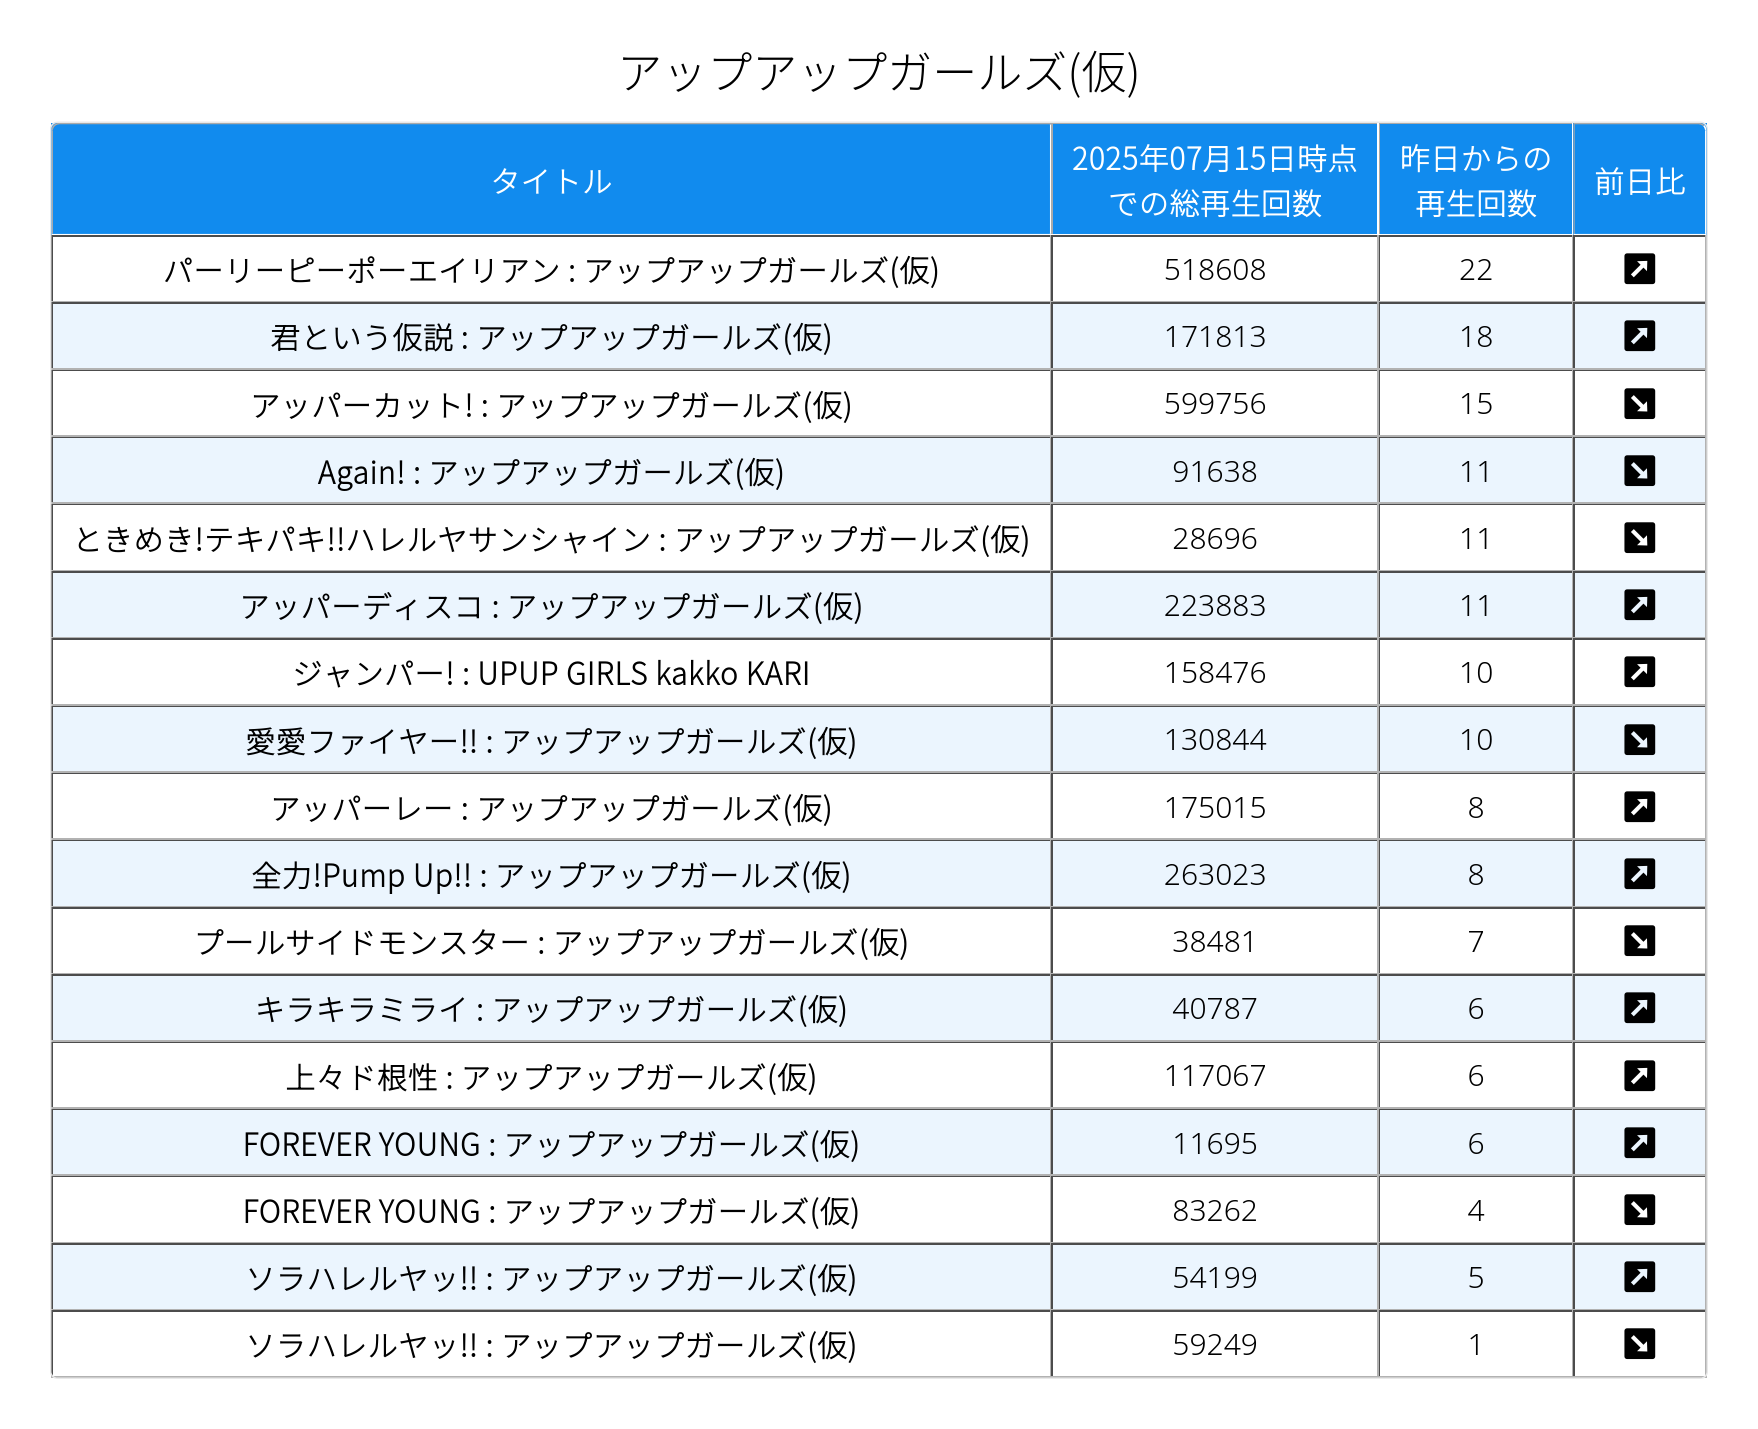 アップアップガールズ(仮)
タイトル 2025年07月15日時点での総再生回数 昨日からの再生回数 前日比
パーリーピーポーエイリアン : アップアップガールズ(仮) 518608 22 ↗
君という仮説 : アップアップガールズ(仮) 171813 18 ↗
アッパーカット! : アップアップガールズ(仮) 599756 15 ↘
Again! : アップアップガールズ(仮) 91638 11 ↘
ときめき!テキパキ!!ハレルヤサンシャイン : アップアップガールズ(仮) 28696 11 ↘
アッパーディスコ : アップアップガールズ(仮) 223883 11 ↗
ジャンパー! : UPUP GIRLS kakko KARI 158476 10 ↗
愛愛ファイヤー!! : アップアップガールズ(仮) 130844 10 ↘
アッパーレー : アップアップガールズ(仮) 175015 8 ↗
全力!Pump Up!! : アップアップガールズ(仮) 263023 8 ↗
プールサイドモンスター : アップアップガールズ(仮) 38481 7 ↘
キラキラミライ : アップアップガールズ(仮) 40787 6 ↗
上々ド根性 : アップアップガールズ(仮) 117067 6 ↗
FOREVER YOUNG : アップアップガールズ(仮) 11695 6 ↗
FOREVER YOUNG : アップアップガールズ(仮) 83262 4 ↘
ソラハレルヤッ!! : アップアップガールズ(仮) 54199 5 ↗
ソラハレルヤッ!! : アップアップガールズ(仮) 59249 1 ↘